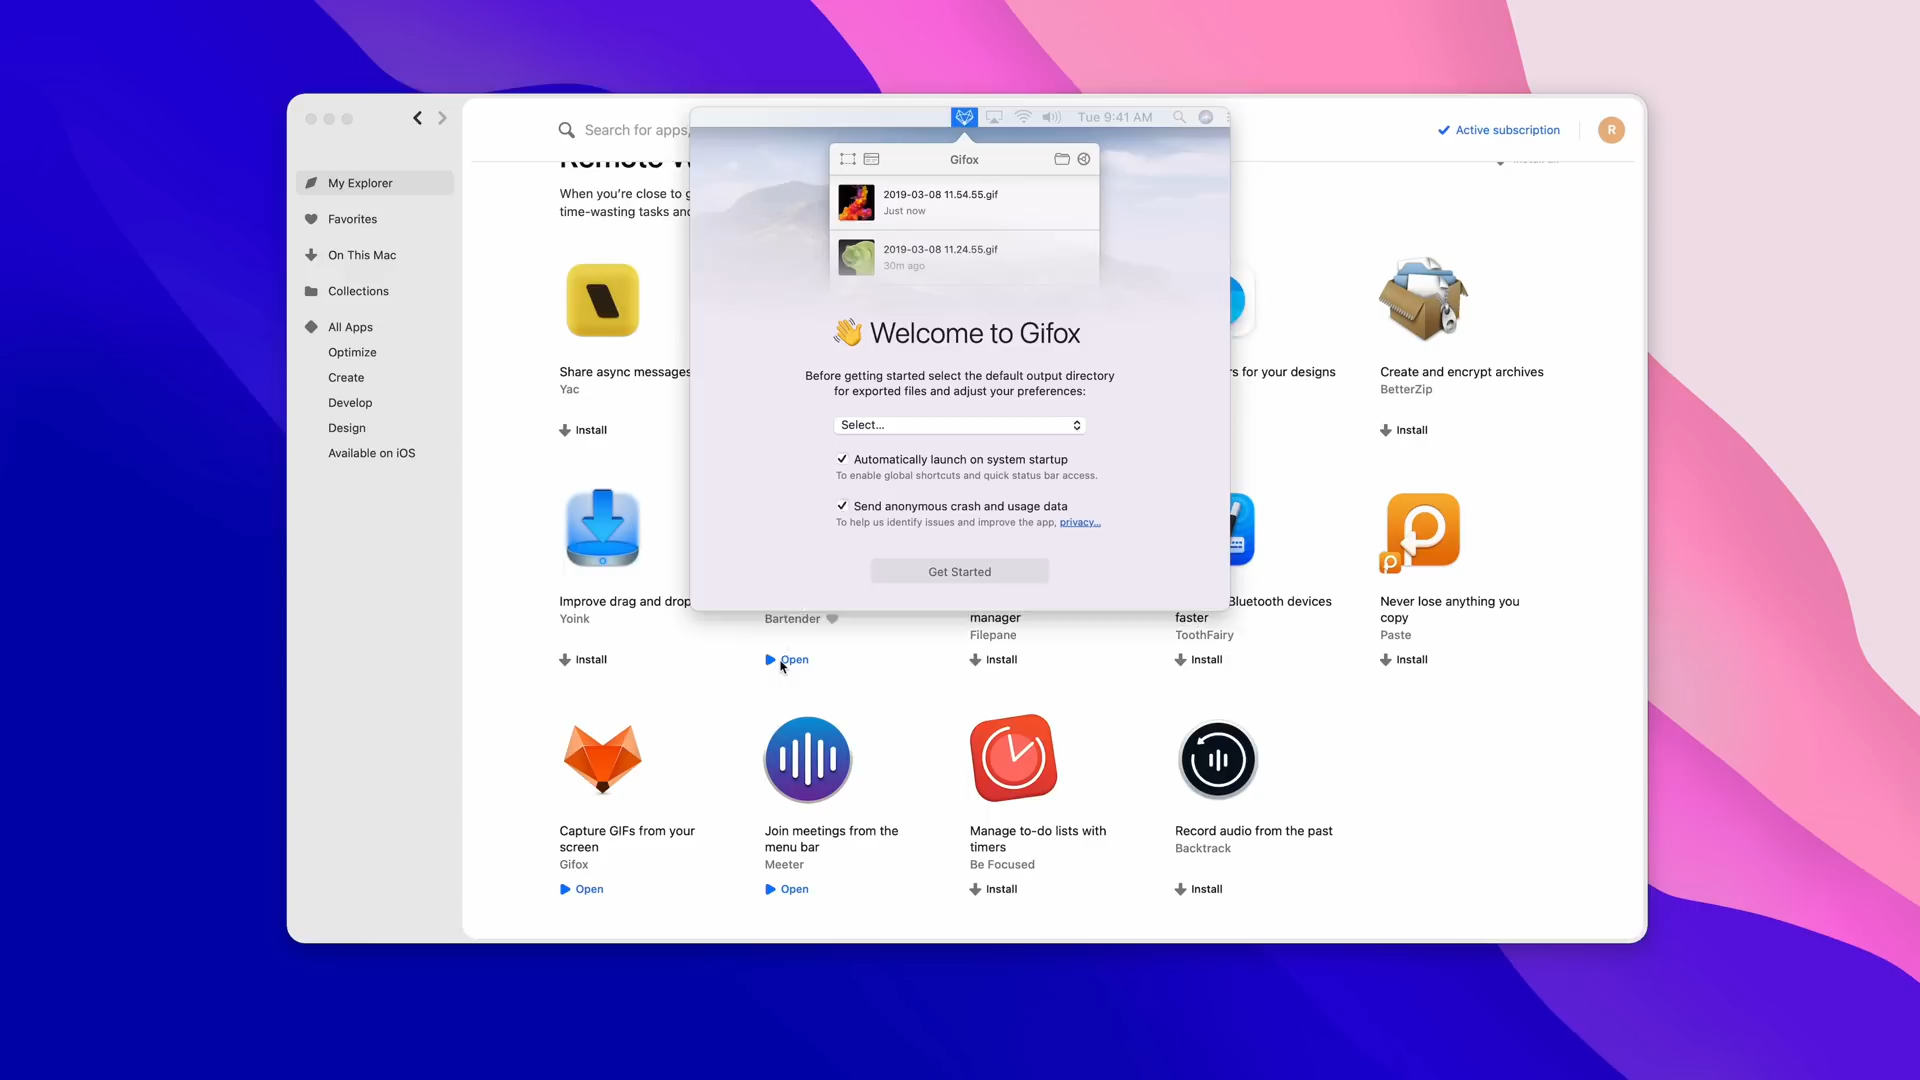 Tue 9:41 AM
Search for apps,
Active subscription
R
Gifox
Remote W
When you're close to g
time-wasting tasks and
My Explorer
Favorites
On This Mac
Collections
All Apps
Optimize
Create
Develop
Design
Available on iOS
2019-03-08 11.54.55.gif
Just now
2019-03-08 11.24.55.gif
30m ago
👋 Welcome to Gifox
Before getting started select the default output directory
for exported files and adjust your preferences:
Select...
Automatically launch on system startup
To enable global shortcuts and quick status bar access.
Send anonymous crash and usage data
To help us identify issues and improve the app, privacy...
Get Started
Share async messages
Yac
Install
rs for your designs
Create and encrypt archives
BetterZip
Install
Improve drag and drop
Yoink
Install
Bartender
Open
manager
Filepane
Install
Bluetooth devices
faster
ToothFairy
Install
Never lose anything you
copy
Paste
Install
Capture GIFs from your
screen
Gifox
Open
Join meetings from the
menu bar
Meeter
Open
Manage to-do lists with
timers
Be Focused
Install
Record audio from the past
Backtrack
Install